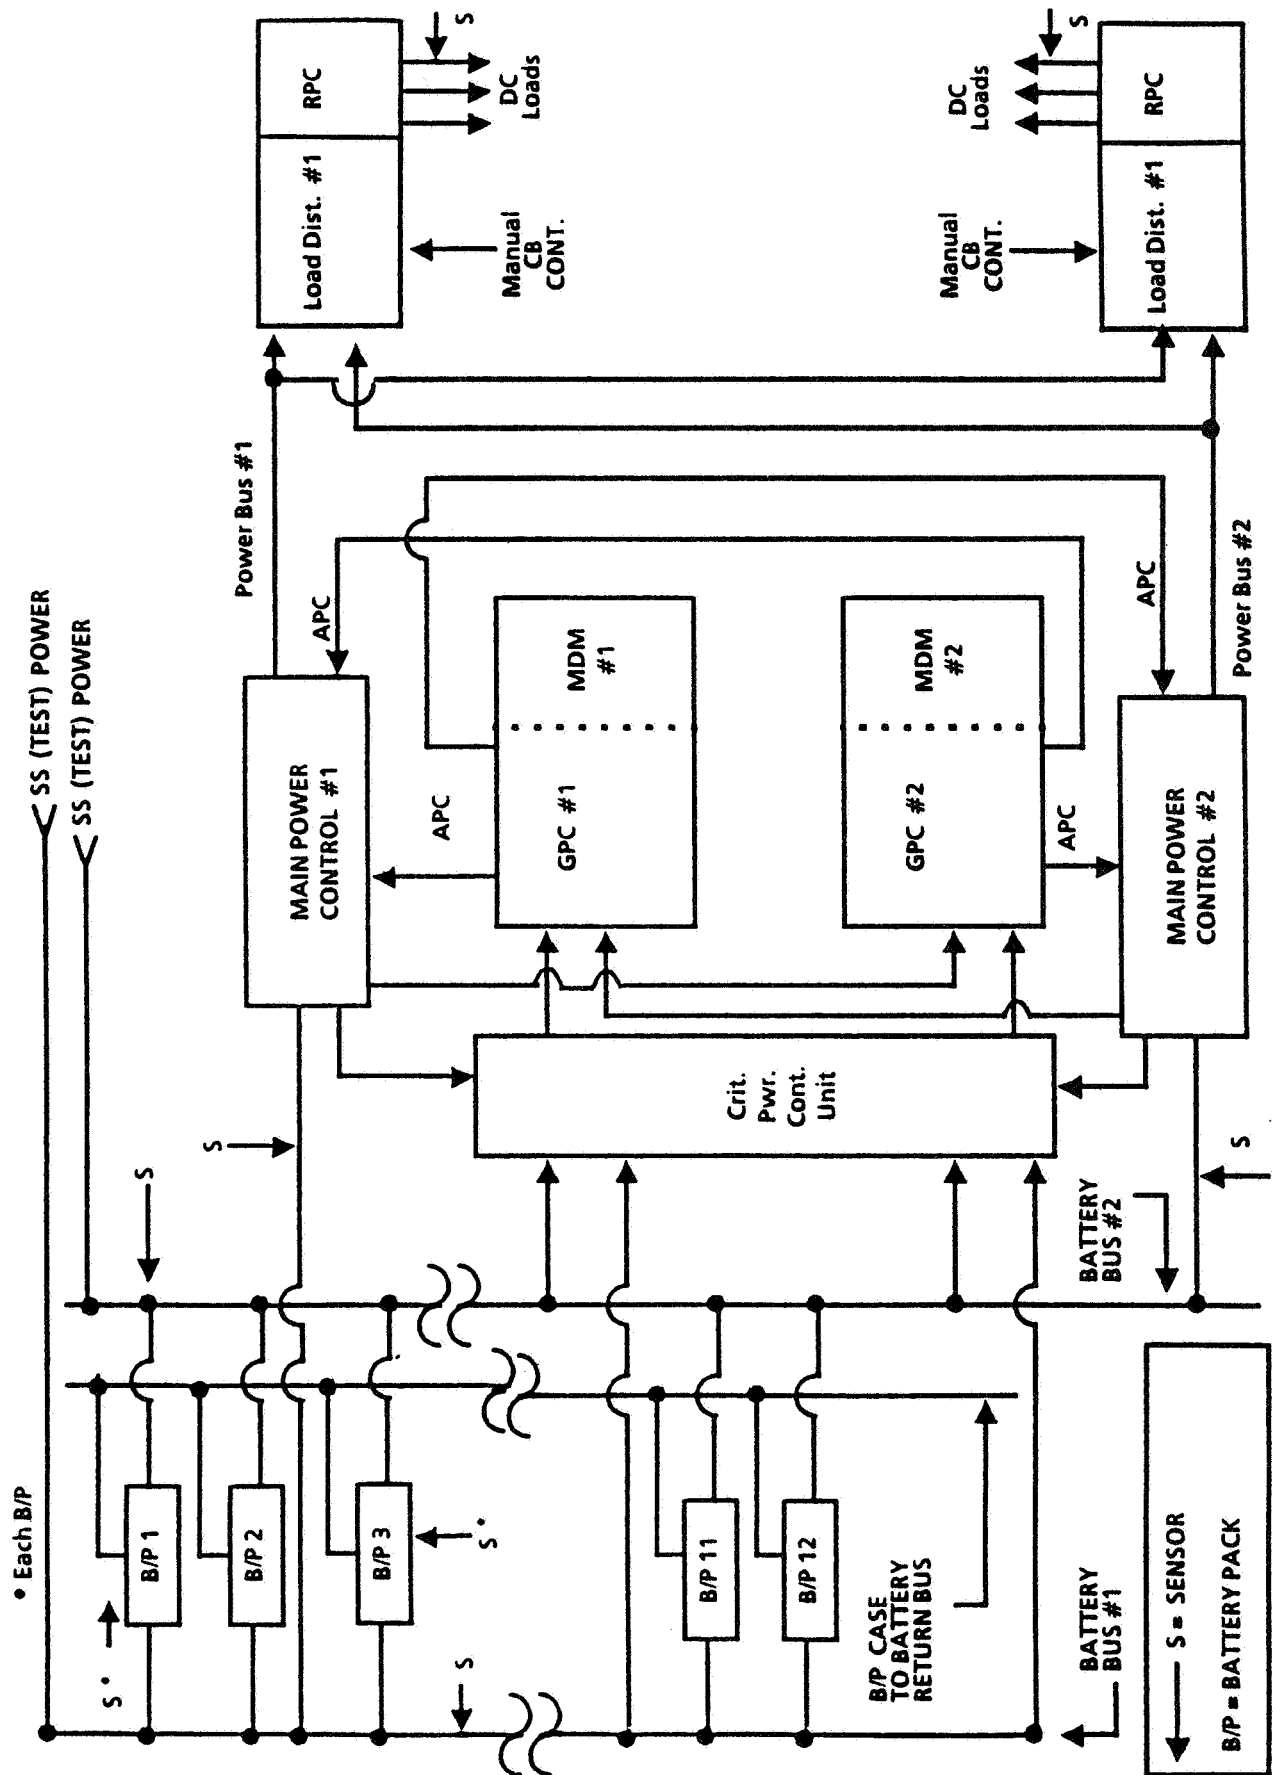 * Each B/P
SS (TEST) POWER
SS (TEST) POWER
S*
B/P 1
B/P 2
B/P 3
S*
S
S
S
B/P 11
B/P 12
B/P CASE
TO BATTERY
RETURN BUS
BATTERY
BUS #1
BATTERY
BUS #2
S
MAIN POWER
CONTROL #1
Power Bus #1
APC
APC
Crit.
Pwr.
Cont.
Unit
GPC #1
MDM
#1
GPC #2
MDM
#2
APC
APC
MAIN POWER
CONTROL #2
Power Bus #2
Load Dist. #1
RPC
S
DC
Loads
Manual
CB
CONT.
Manual
CB
CONT.
DC
Loads
S
Load Dist. #1
RPC
S = SENSOR
B/P = BATTERY PACK